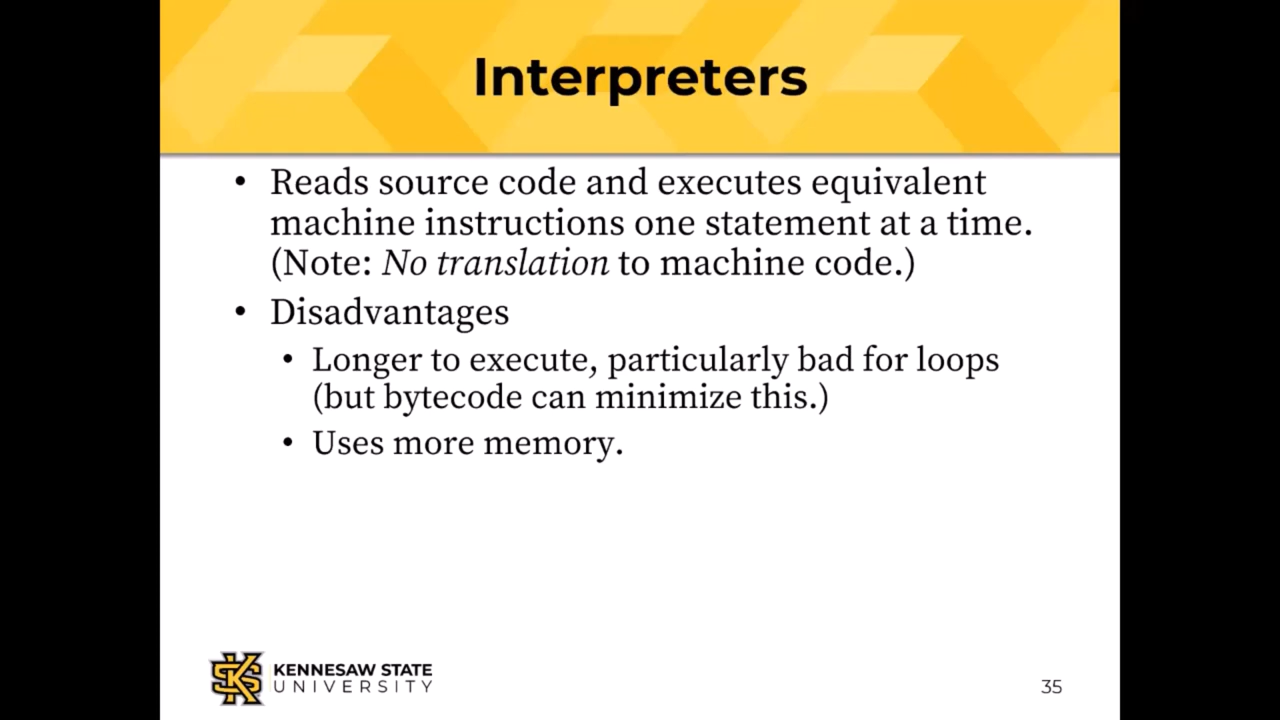 Interpreters
• Reads source code and executes equivalent
machine instructions one statement at a time.
(Note: No translation to machine code.)
• Disadvantages
• Longer to execute, particularly bad for loops
(but bytecode can minimize this.)
• Uses more memory.
KENNESAW STATE
UNIVERSITY
35